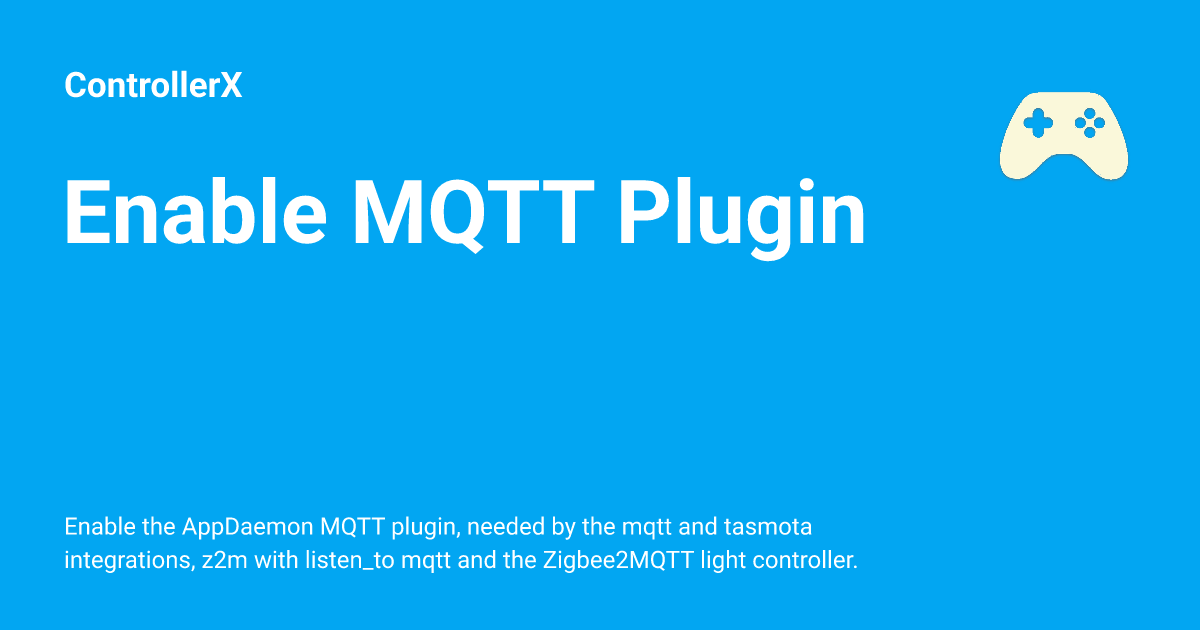 ControllerX
Enable MQTT Plugin
Enable the AppDaemon MQTT plugin, needed by the mqtt and tasmota
integrations, z2m with listen_to mqtt and the Zigbee2MQTT light controller.